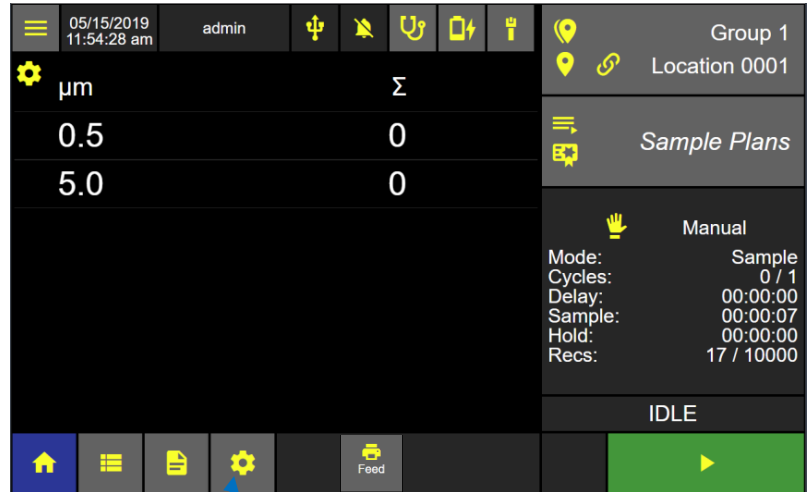 05/15/2019
11:54:28 am
admin
Group 1
Location 0001
µm Σ
0.5 0
5.0 0
Sample Plans
Manual
Mode: Sample
Cycles: 0 / 1
Delay: 00:00:00
Sample: 00:00:07
Hold: 00:00:00
Recs: 17 / 10000
IDLE
Feed